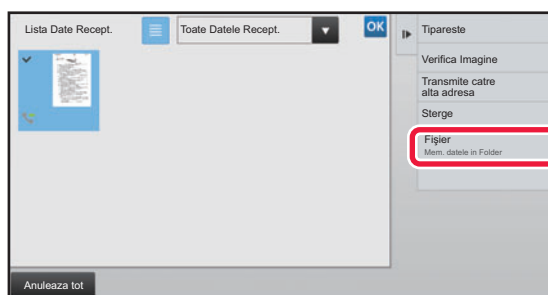 Lista Date Recept.
Toate Datele Recept.
OK
Tipareste
Verifica Imagine
Transmite catre
alta adresa
Sterge
Fişier
Mem. datele in Folder
Anuleaza tot